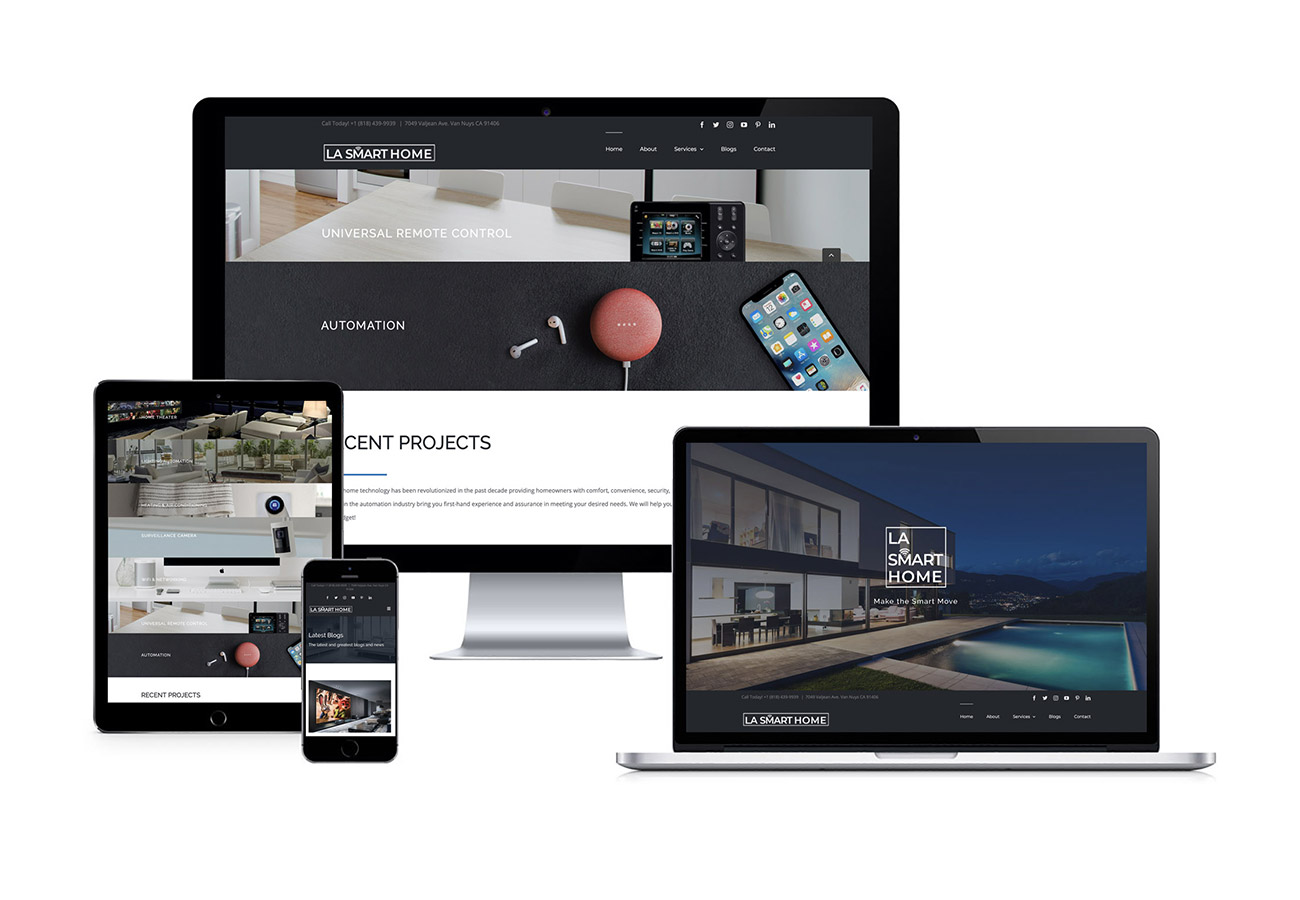 Call Today! +1 (818) 439-9939 | 7049 Valjean Ave. Van Nuys CA 91406
LA SMART HOME
Home About Services Blogs Contact
UNIVERSAL REMOTE CONTROL
AUTOMATION
CENT PROJECTS
home technology has been revolutionized in the past decade providing homeowners with comfort, convenience, security,
n the automation industry bring you first-hand experience and assurance in meeting your desired needs. We will help you
dget!
HOME THEATER
LIGHTING AUTOMATION
SURVEILLANCE CAMERA
WIFI & NETWORKING
UNIVERSAL REMOTE CONTROL
AUTOMATION
RECENT PROJECTS
LA SMART HOME
Latest Blogs
The latest and greatest blogs and news
LA
SMART
HOME
Make the Smart Move
Call Today! +1 (818) 439-9939 | 7049 Valjean Ave. Van Nuys CA 91406
LA SMART HOME
Home About Services Blogs Contact